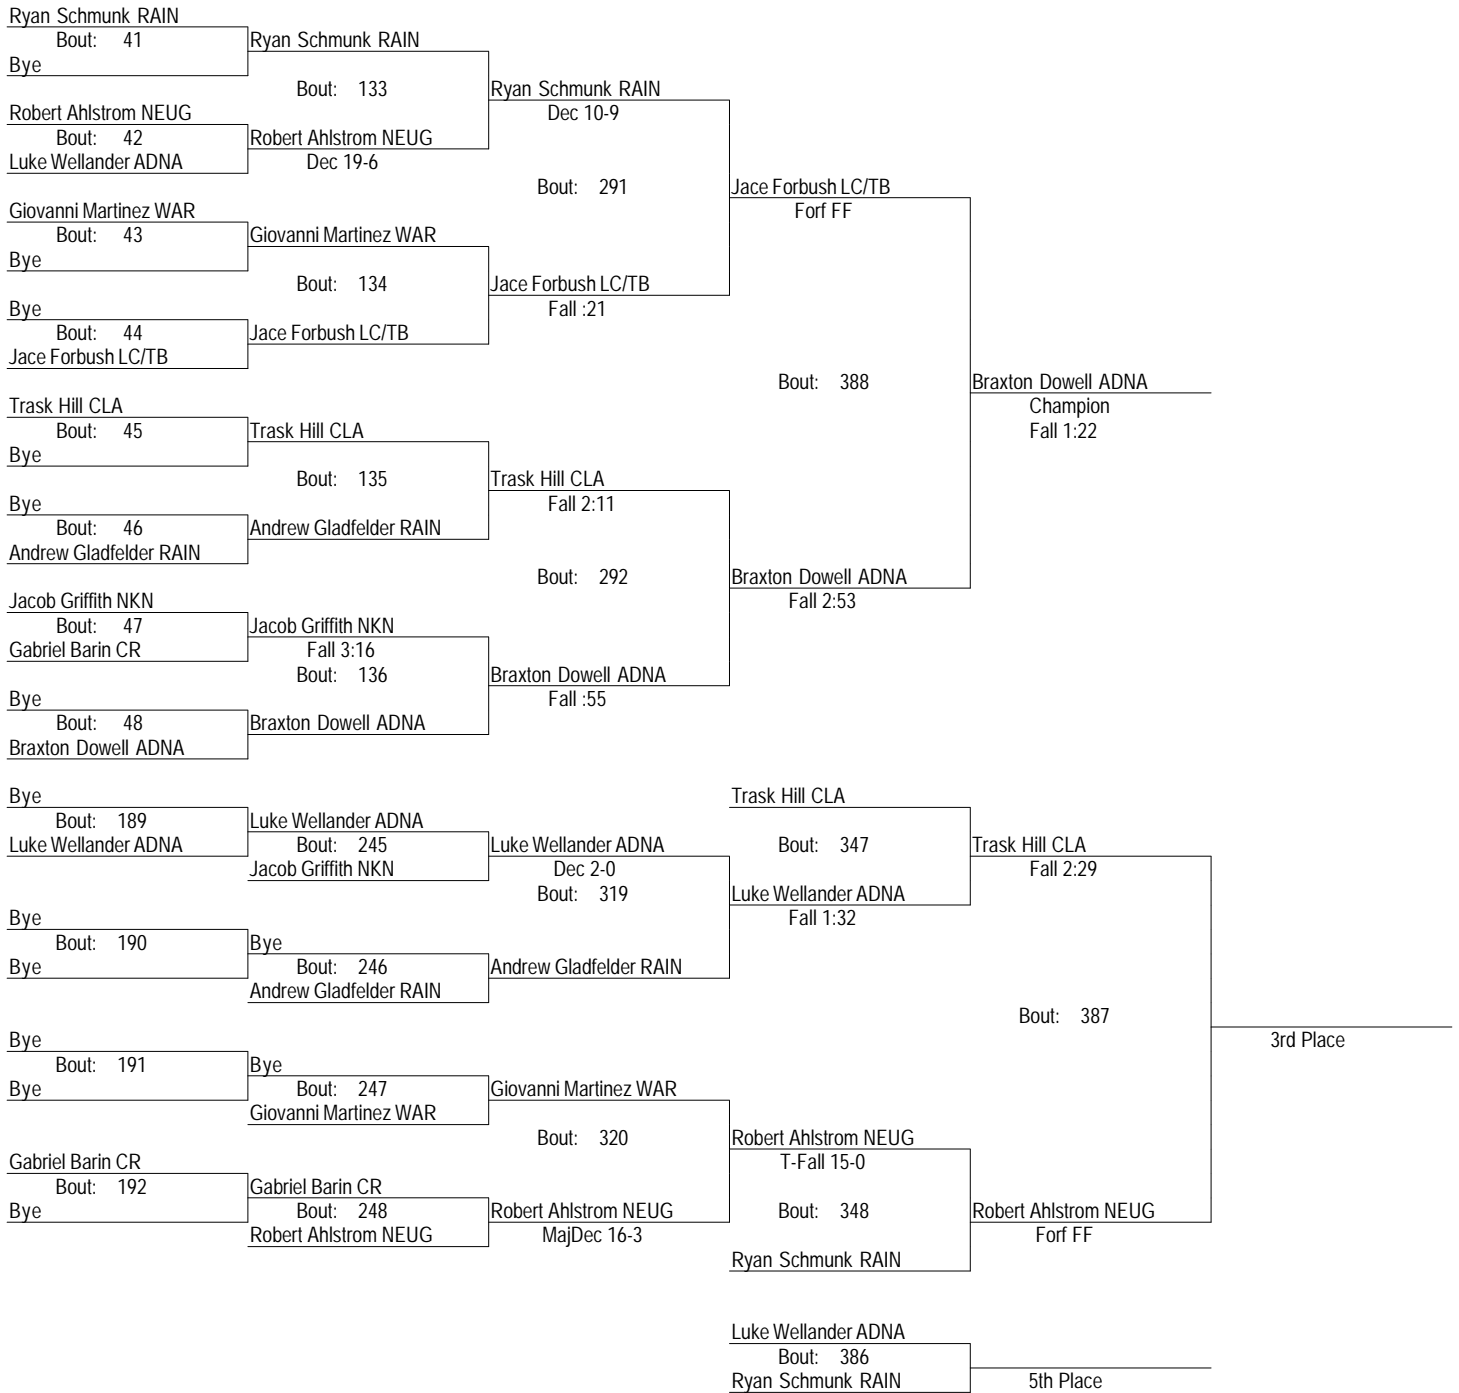 Ryan Schmunk RAIN
Bout: 41
Ryan Schmunk RAIN
Bye
Bout: 133
Ryan Schmunk RAIN
Robert Ahlstrom NEUG
Dec 10-9
Bout: 42
Robert Ahlstrom NEUG
Luke Wellander ADNA
Dec 19-6
Bout: 291
Jace Forbush LC/TB
Giovanni Martinez WAR
Forf FF
Bout: 43
Giovanni Martinez WAR
Bye
Bout: 134
Jace Forbush LC/TB
Bye
Fall :21
Bout: 44
Jace Forbush LC/TB
Jace Forbush LC/TB
Bout: 388
Braxton Dowell ADNA
Trask Hill CLA
Champion
Bout: 45
Trask Hill CLA
Fall 1:22
Bye
Bout: 135
Trask Hill CLA
Bye
Fall 2:11
Bout: 46
Andrew Gladfelder RAIN
Andrew Gladfelder RAIN
Bout: 292
Braxton Dowell ADNA
Jacob Griffith NKN
Fall 2:53
Bout: 47
Jacob Griffith NKN
Gabriel Barin CR
Fall 3:16
Bout: 136
Braxton Dowell ADNA
Bye
Fall :55
Bout: 48
Braxton Dowell ADNA
Braxton Dowell ADNA
Bye
Trask Hill CLA
Bout: 189
Luke Wellander ADNA
Luke Wellander ADNA
Bout: 245
Luke Wellander ADNA
Bout: 347
Trask Hill CLA
Jacob Griffith NKN
Dec 2-0
Fall 2:29
Bout: 319
Luke Wellander ADNA
Bye
Fall 1:32
Bout: 190
Bye
Bye
Bout: 246
Andrew Gladfelder RAIN
Andrew Gladfelder RAIN
Bout: 387
Bye
3rd Place
Bout: 191
Bye
Bye
Bout: 247
Giovanni Martinez WAR
Giovanni Martinez WAR
Bout: 320
Robert Ahlstrom NEUG
Gabriel Barin CR
T-Fall 15-0
Bout: 192
Gabriel Barin CR
Bye
Bout: 248
Robert Ahlstrom NEUG
Bout: 348
Robert Ahlstrom NEUG
Robert Ahlstrom NEUG
MajDec 16-3
Forf FF
Ryan Schmunk RAIN
Luke Wellander ADNA
Bout: 386
Ryan Schmunk RAIN
5th Place